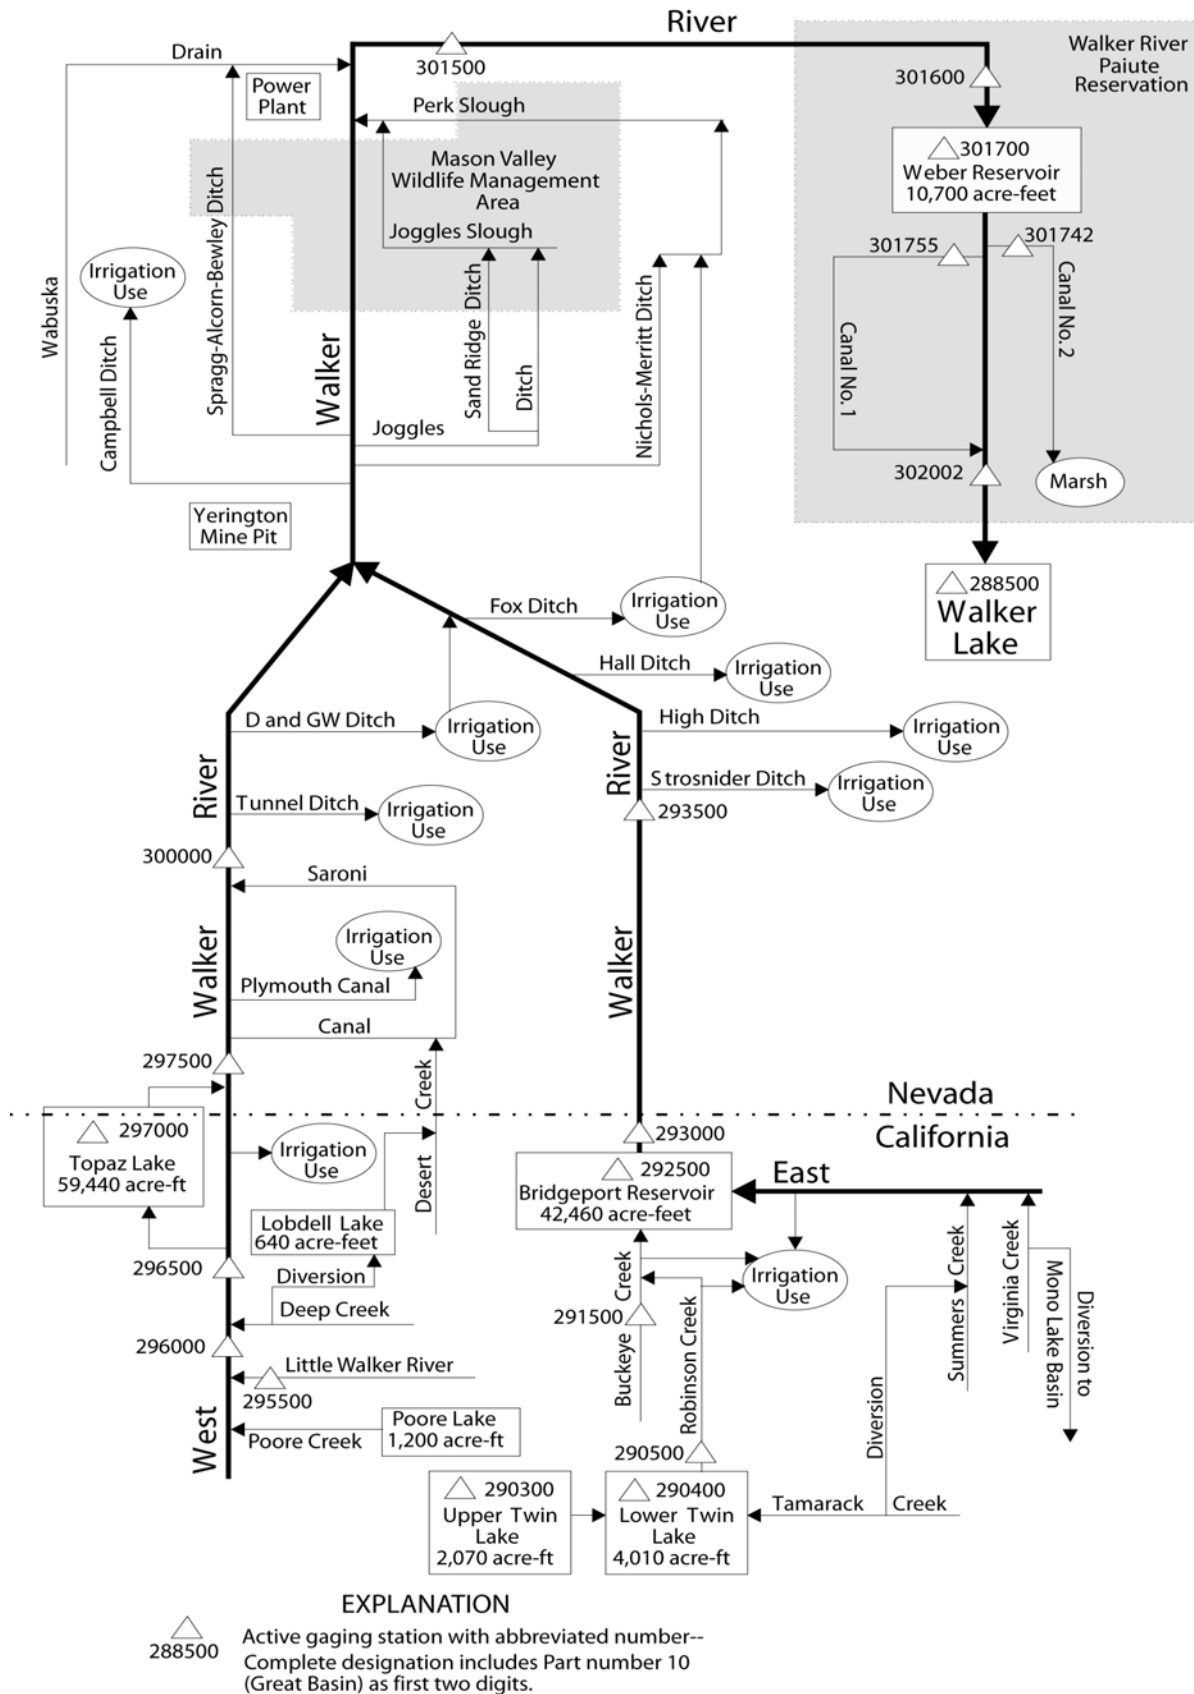 River
Drain
301500
Walker River
Paiute
Reservation
301600
Power
Plant
Perk Slough
301700
Weber Reservoir
10,700 acre-feet
Mason Valley
Wildlife Management
Area
Spragg-Alcorn-Bewley Ditch
Joggles Slough
301755
301742
Irrigation
Use
Wabuska
Campbell Ditch
Walker
Sand Ridge Ditch
Ditch
Nichols-Merritt Ditch
Canal No. 1
Canal No. 2
Joggles
302002
Marsh
Yerington
Mine Pit
288500
Walker
Lake
Fox Ditch
Irrigation
Use
Hall Ditch
Irrigation
Use
D and GW Ditch
Irrigation
Use
High Ditch
Irrigation
Use
River
River
Strosnider Ditch
Irrigation
Use
Tunnel Ditch
Irrigation
Use
293500
300000
Saroni
Walker
Irrigation
Use
Walker
Plymouth Canal
Canal
297500
Desert Creek
Nevada
California
297000
Topaz Lake
59,440 acre-ft
Irrigation
Use
293000
292500
Bridgeport Reservoir
42,460 acre-feet
East
Lobdell Lake
640 acre-feet
296500
Diversion
Deep Creek
Irrigation
Use
291500
Buckeye Creek
Robinson Creek
Summers Creek
Virginia Creek
Diversion to
Mono Lake Basin
296000
Little Walker River
295500
West
Poore Creek
Poore Lake
1,200 acre-ft
Diversion
290500
290300
Upper Twin
Lake
2,070 acre-ft
290400
Lower Twin
Lake
4,010 acre-ft
Tamarack Creek
EXPLANATION
288500
Active gaging station with abbreviated number--
Complete designation includes Part number 10
(Great Basin) as first two digits.